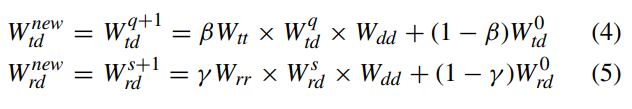 W_{td}^{new} = W_{td}^{q+1} = βW_{tt} × W_{td}^{q} × W_{dd} + (1 − β)W_{td}^{0} (4)
W_{rd}^{new} = W_{rd}^{s+1} = γW_{rr} × W_{rd}^{s} × W_{dd} + (1 − γ)W_{rd}^{0} (5)